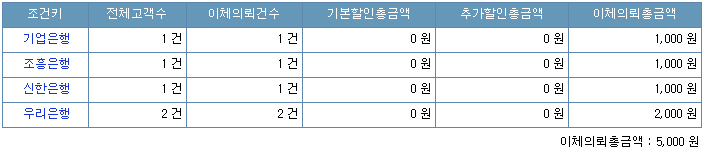 조건키 전체고객수 이체의뢰건수 기본할인총금액 추가할인총금액 이체의뢰총금액
기업은행 1 건 1 건 0 원 0 원 1,000 원
조흥은행 1 건 1 건 0 원 0 원 1,000 원
신한은행 1 건 1 건 0 원 0 원 1,000 원
우리은행 2 건 2 건 0 원 0 원 2,000 원
이체의뢰총금액 : 5,000 원